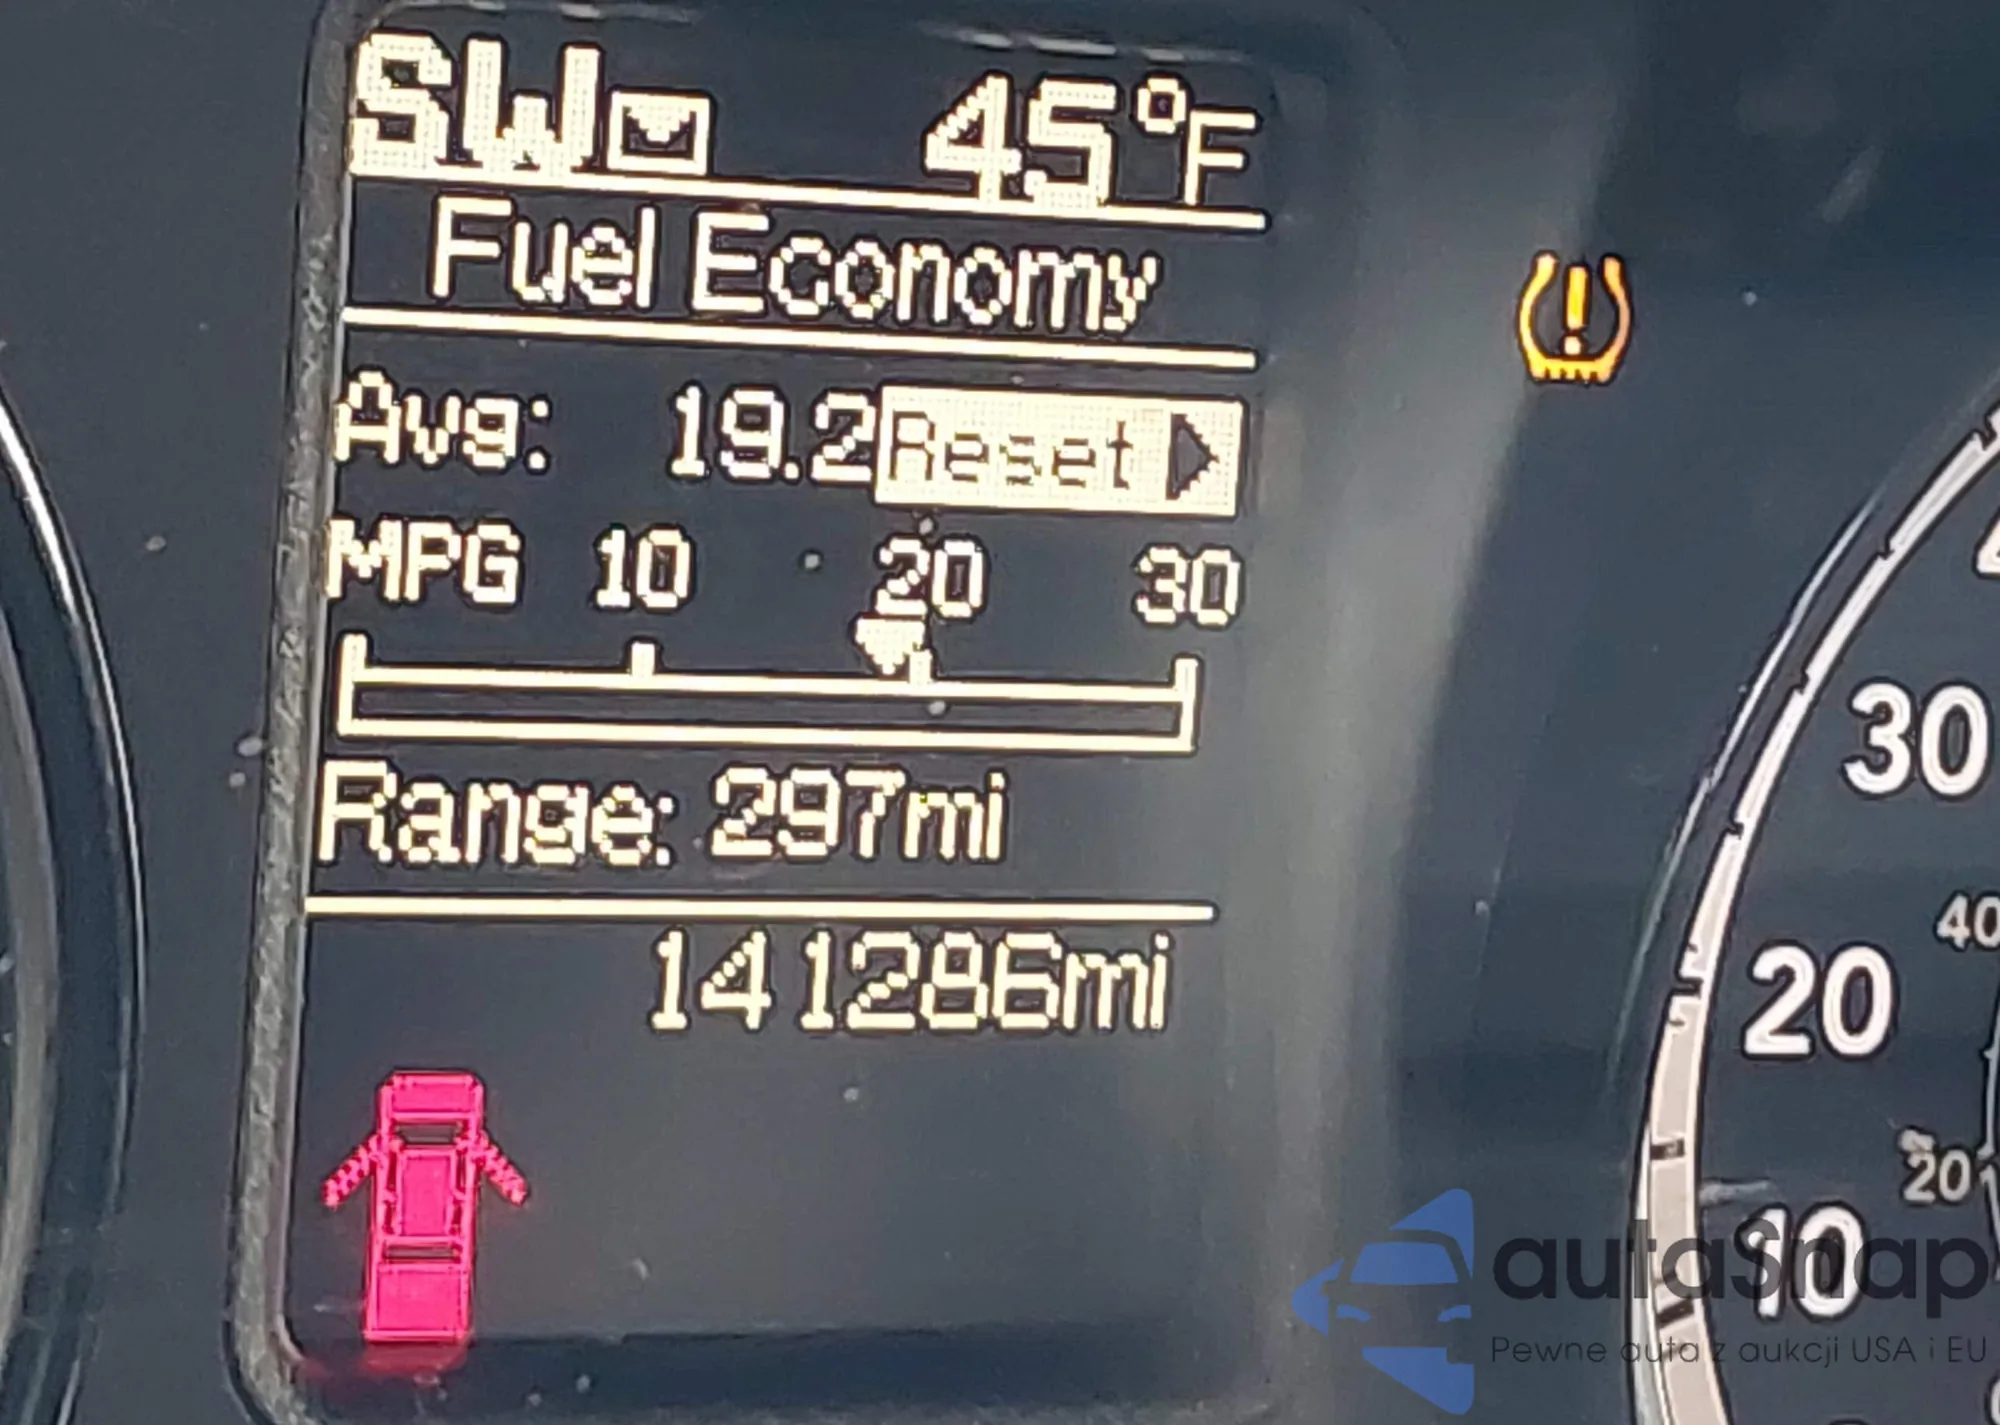 SW 45°F
Fuel Economy
Avg: 19.2 Reset
MPG 10 20 30
Range: 297mi
141286mi
30
40
20
20
10
autasnap
Pewne auta z aukcji USA i EU